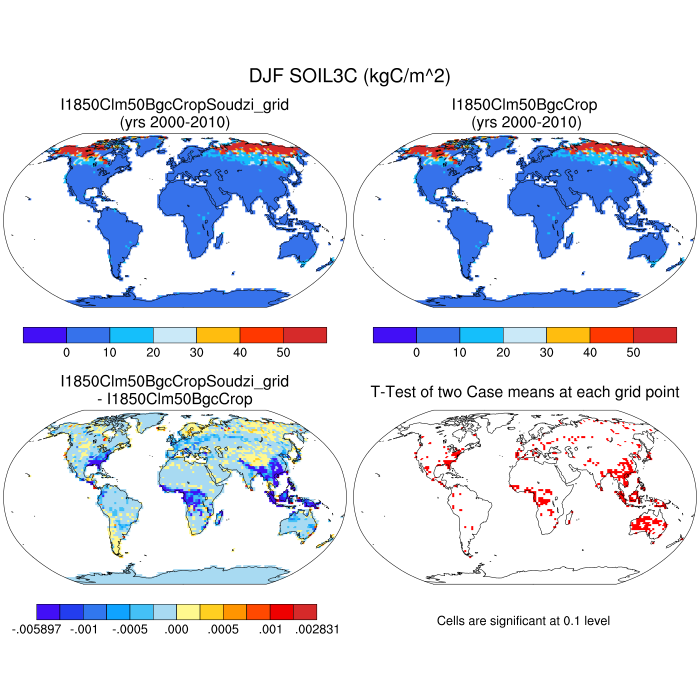 DJF SOIL3C (kgC/m^2)
I1850Clm50BgcCropSoudzi_grid
(yrs 2000-2010)
I1850Clm50BgcCrop
(yrs 2000-2010)
0 10 20 30 40 50
0 10 20 30 40 50
I1850Clm50BgcCropSoudzi_grid
- I1850Clm50BgcCrop
T-Test of two Case means at each grid point
-.005897 -.001 -.0005 .000 .0005 .001 .002831
Cells are significant at 0.1 level